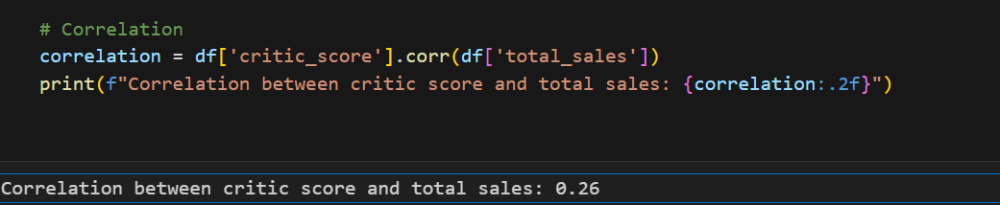 # Correlation
correlation = df['critic_score'].corr(df['total_sales'])
print(f"Correlation between critic score and total sales: {correlation:.2f}")
Correlation between critic score and total sales: 0.26